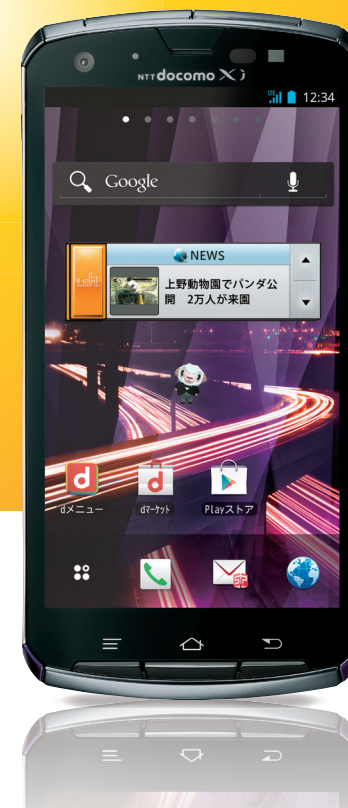 NTT docomo Xi
LTE 12:34
Google
NEWS
上野動物園でパンダ公
開 2万人が来園
dメニュー
dマーケット
Playストア